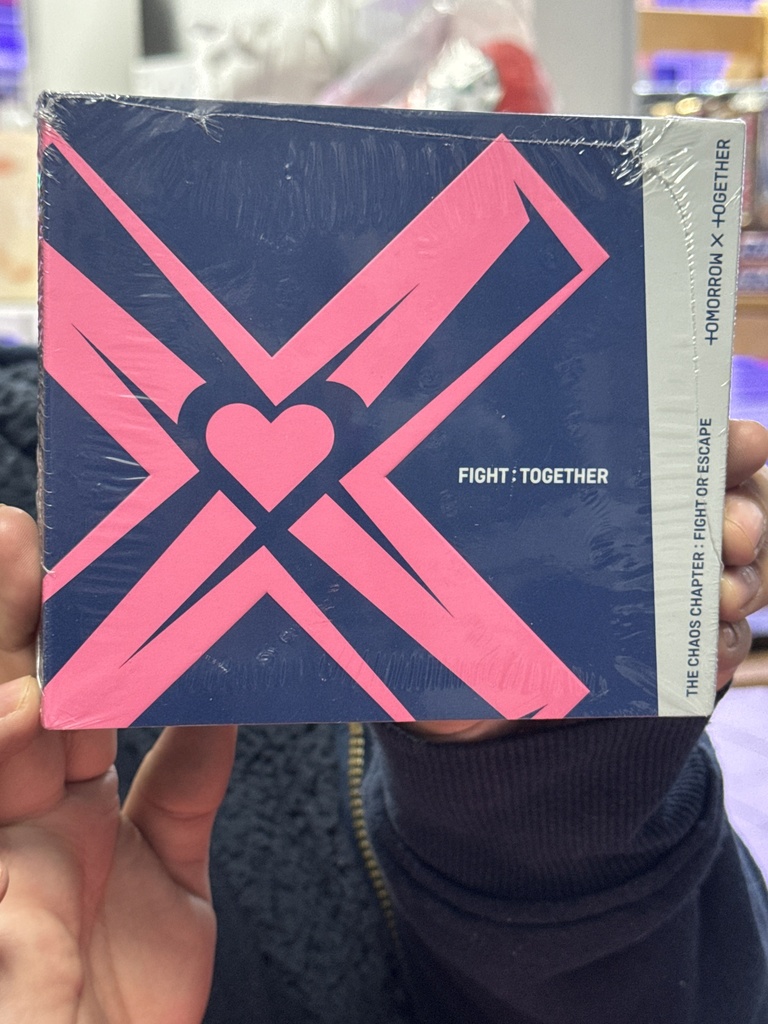 FIGHT : TOGETHER
TOMORROW X TOGETHER
THE CHAOS CHAPTER : FIGHT OR ESCAPE